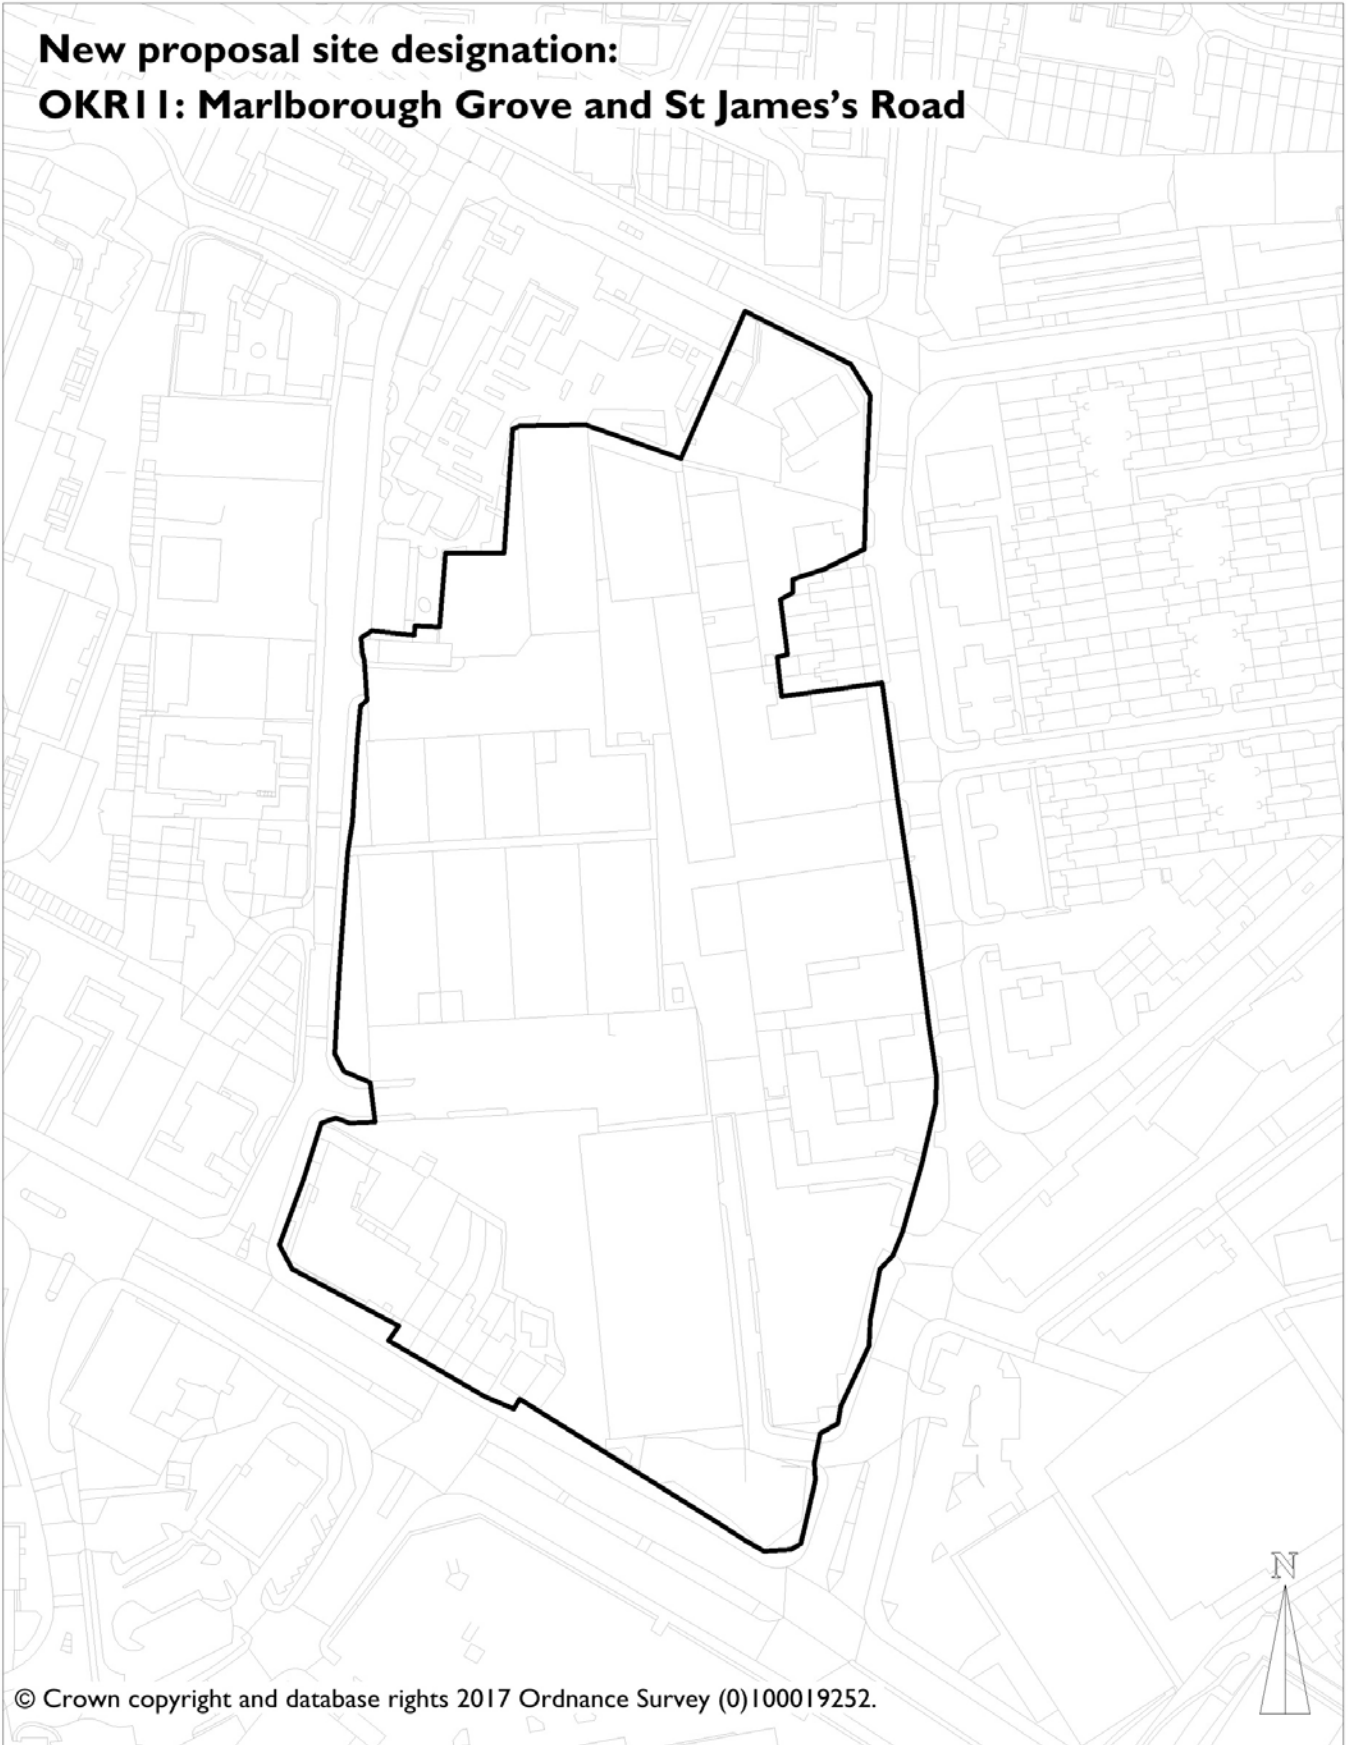 New proposal site designation:
OKR11: Marlborough Grove and St James’s Road
N
© Crown copyright and database rights 2017 Ordnance Survey (0)100019252.